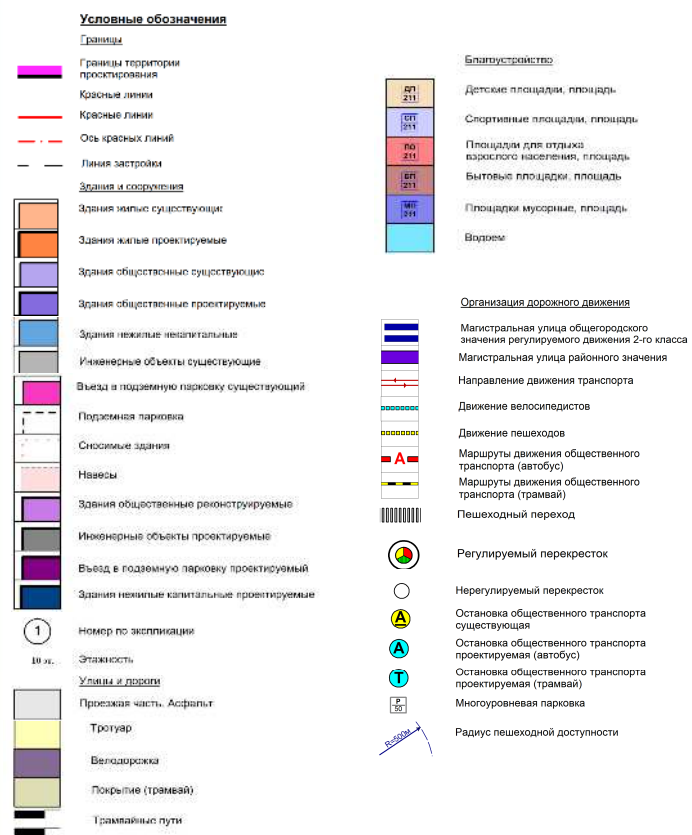 Условные обозначения
Границы
Границы территории
проектирования
Красные линии
Красные линии
Ось красных линий
Линия застройки
Здания и сооружения
Здания жилые существующие
Здания жилые проектируемые
Здания общественные существующие
Здания общественные проектируемые
Здания нежилые некапитальные
Инженерные объекты существующие
Въезд в подземную парковку существующий
Подземная парковка
Сносимые здания
Навесы
Здания общественные реконструируемые
Инженерные объекты проектируемые
Въезд в подземную парковку проектируемый
Здания нежилые капитальные проектируемые
1
Номер по экспликации
10 эт.
Этажность
Улицы и дороги
Проезжая часть. Асфальт
Тротуар
Велодорожка
Покрытие (трамвай)
Трамвайные пути
Благоустройство
ДП
211
Детские площадки, площадь
СП
211
Спортивные площадки, площадь
ПО
211
Площадки для отдыха
взрослого населения, площадь
БП
211
Бытовые площадки, площадь
МП
211
Площадки мусорные, площадь
Водоем
Организация дорожного движения
Магистральная улица общегородского
значения регулируемого движения 2-го класса
Магистральная улица районного значения
Направление движения транспорта
Движение велосипедистов
Движение пешеходов
А
Маршруты движения общественного
транспорта (автобус)
Маршруты движения общественного
транспорта (трамвай)
Пешеходный переход
Регулируемый перекресток
Нерегулируемый перекресток
А
Остановка общественного транспорта
существующая
А
Остановка общественного транспорта
проектируемая (автобус)
Т
Остановка общественного транспорта
проектируемая (трамвай)
Р
50
Многоуровневая парковка
R=500м
Радиус пешеходной доступности